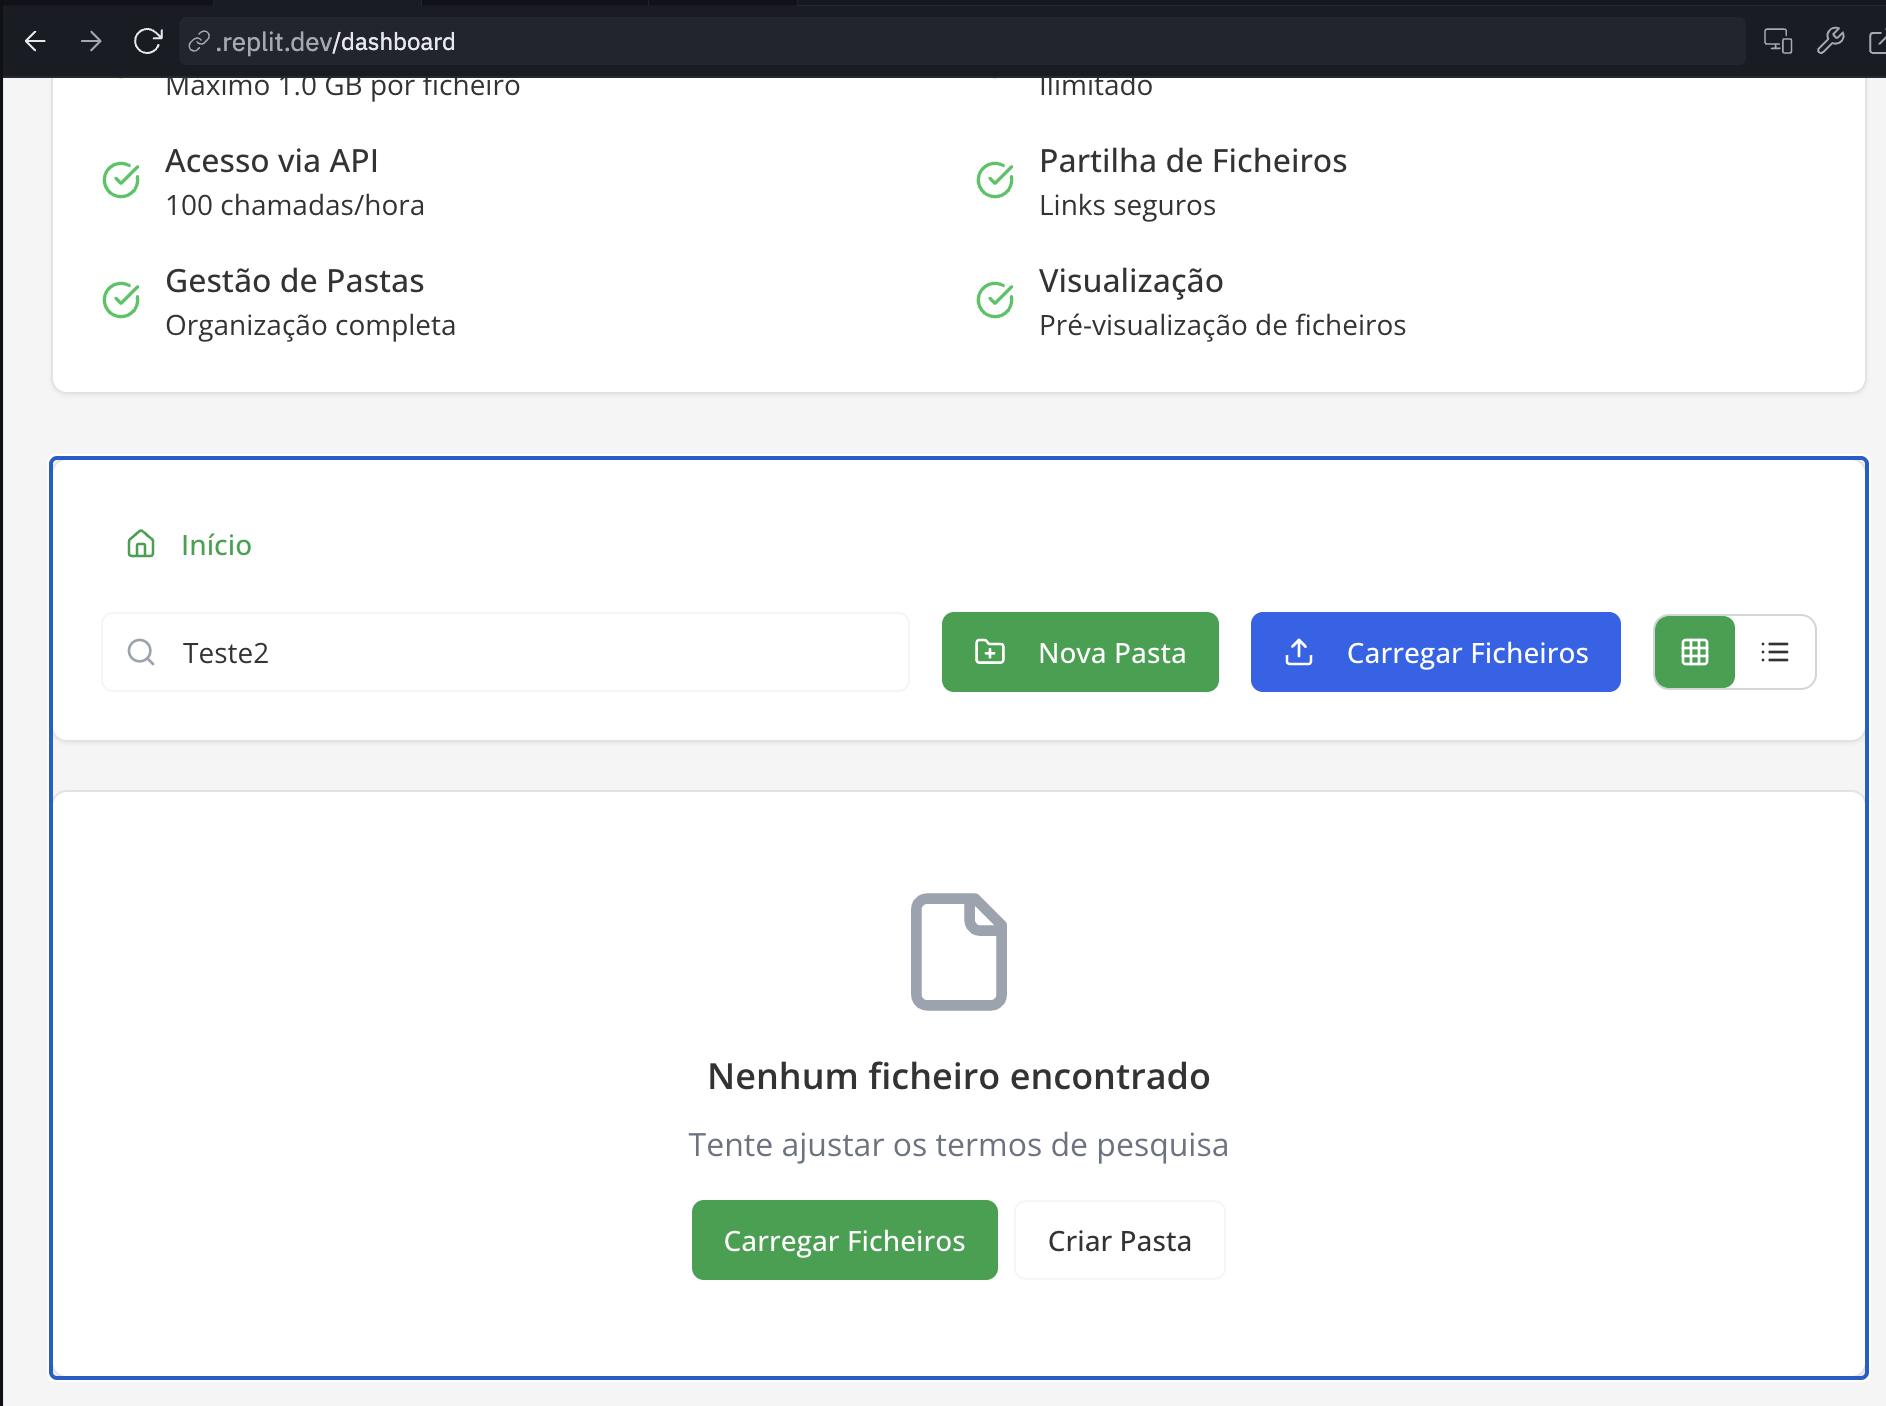 .replit.dev/dashboard
Máximo 1.0 GB por ficheiro
Ilimitado
Acesso via API
100 chamadas/hora
Partilha de Ficheiros
Links seguros
Gestão de Pastas
Organização completa
Visualização
Pré-visualização de ficheiros
Início
Teste2
Nova Pasta
Carregar Ficheiros
Nenhum ficheiro encontrado
Tente ajustar os termos de pesquisa
Carregar Ficheiros
Criar Pasta